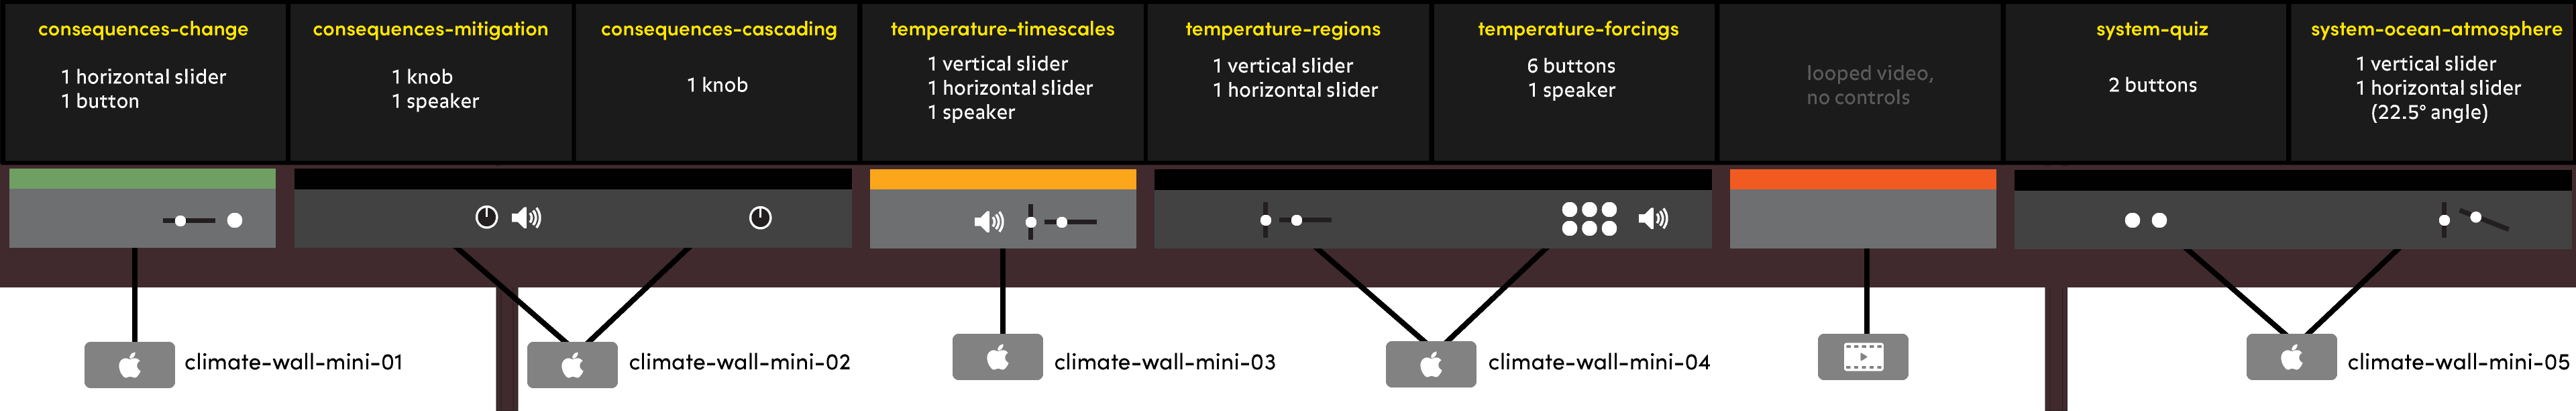 consequences-change
1 horizontal slider
1 button
consequences-mitigation
1 knob
1 speaker
consequences-cascading
1 knob
temperature-timescales
1 vertical slider
1 horizontal slider
1 speaker
temperature-regions
1 vertical slider
1 horizontal slider
temperature-forcings
6 buttons
1 speaker
looped video,
no controls
system-quiz
2 buttons
system-ocean-atmosphere
1 vertical slider
1 horizontal slider
(22.5° angle)
climate-wall-mini-01
climate-wall-mini-02
climate-wall-mini-03
climate-wall-mini-04
climate-wall-mini-05